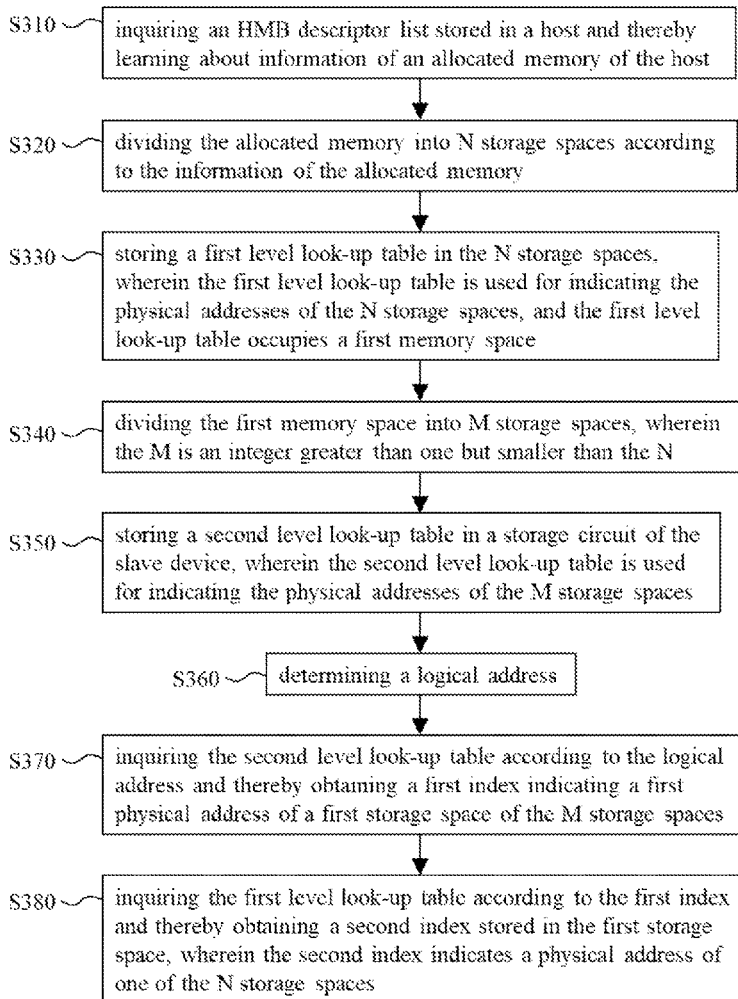 S310
inquiring an HMB descriptor list stored in a host and thereby
learning about information of an allocated memory of the host
S320
dividing the allocated memory into N storage spaces according
to the information of the allocated memory
S330
storing a first level look-up table in the N storage spaces,
wherein the first level look-up table is used for indicating the
physical addresses of the N storage spaces, and the first level
look-up table occupies a first memory space
S340
dividing the first memory space into M storage spaces, wherein
the M is an integer greater than one but smaller than the N
S350
storing a second level look-up table in a storage circuit of the
slave device, wherein the second level look-up table is used
for indicating the physical addresses of the M storage spaces
S360
determining a logical address
S370
inquiring the second level look-up table according to the logical
address and thereby obtaining a first index indicating a first
physical address of a first storage space of the M storage spaces
S380
inquiring the first level look-up table according to the first index
and thereby obtaining a second index stored in the first storage
space, wherein the second index indicates a physical address of
one of the N storage spaces